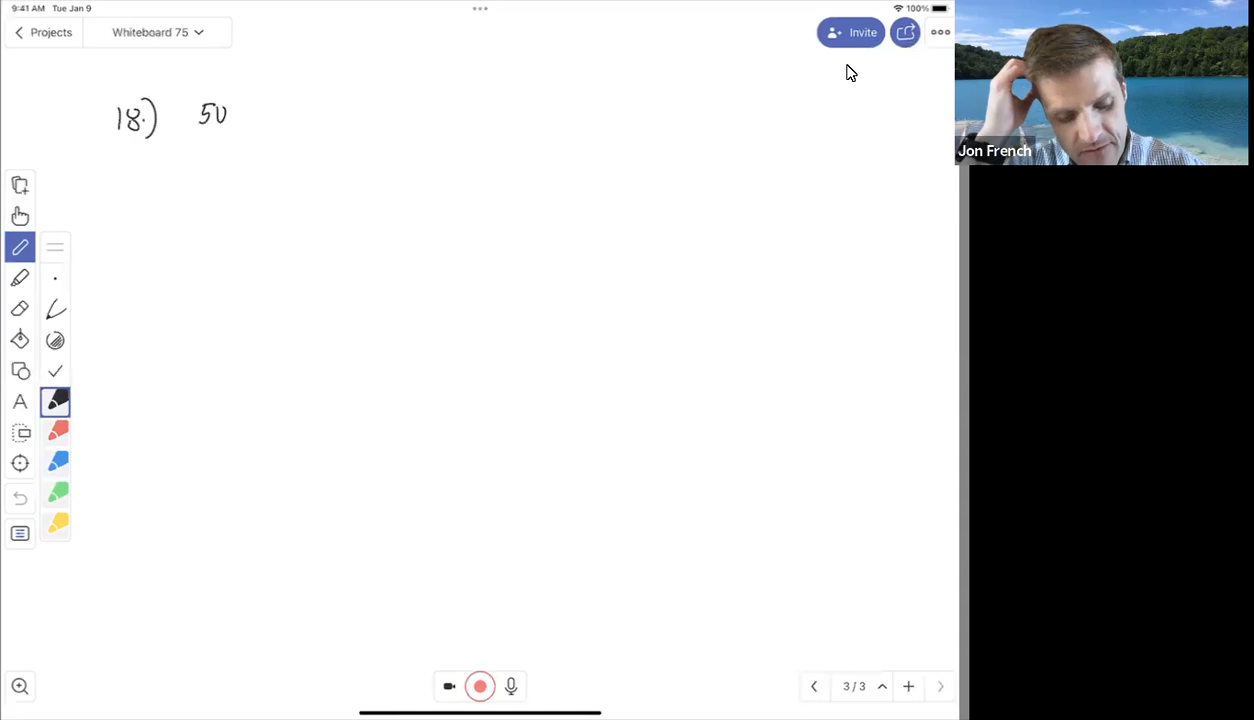 9:41 AM Tue Jan 9
100%
Projects
Whiteboard 75
Invite
18.) 50
Jon French
A
3 / 3